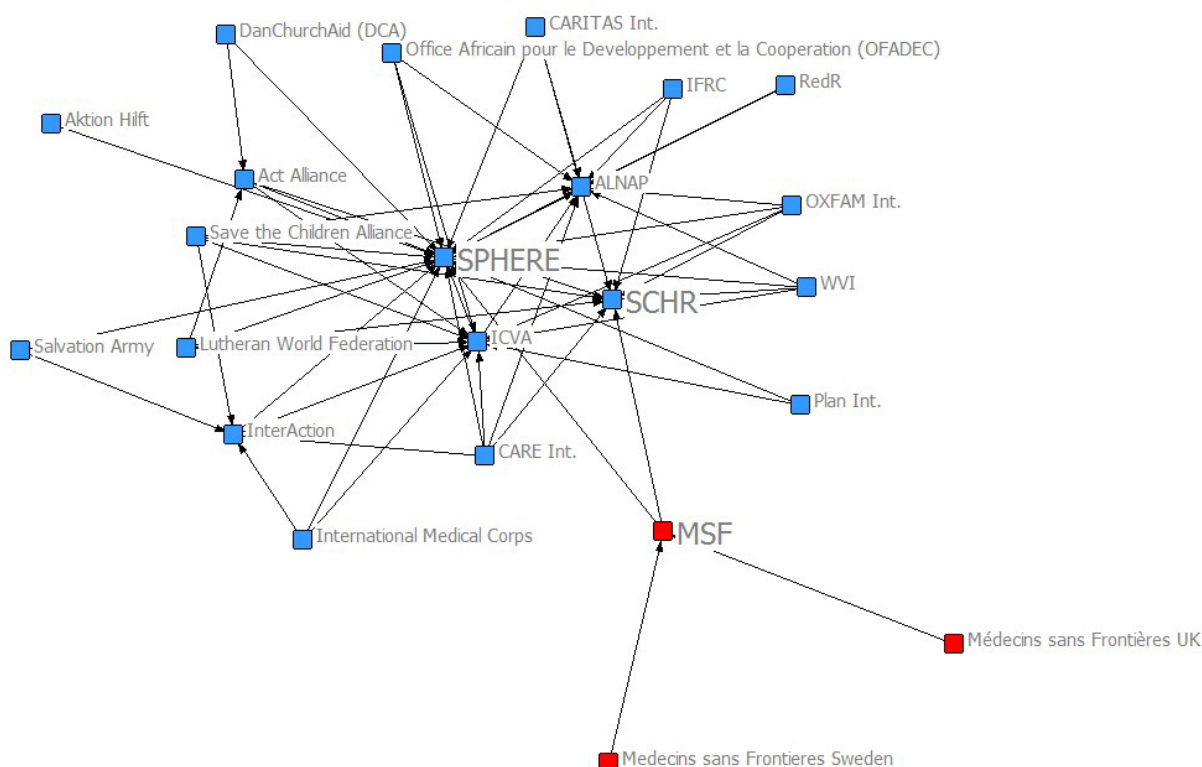 CARITAS Int.
DanChurchAid (DCA)
Office Africain pour le Developpement et la Cooperation (OFADEC)
IFRC
RedR
Aktion Hilft
Act Alliance
ALNAP
OXFAM Int.
Save the Children Alliance
SPHERE
WVI
SCHR
ICVA
Lutheran World Federation
Salvation Army
Plan Int.
InterAction
CARE Int.
International Medical Corps
MSF
Médecins sans Frontières UK
Medecins sans Frontieres Sweden